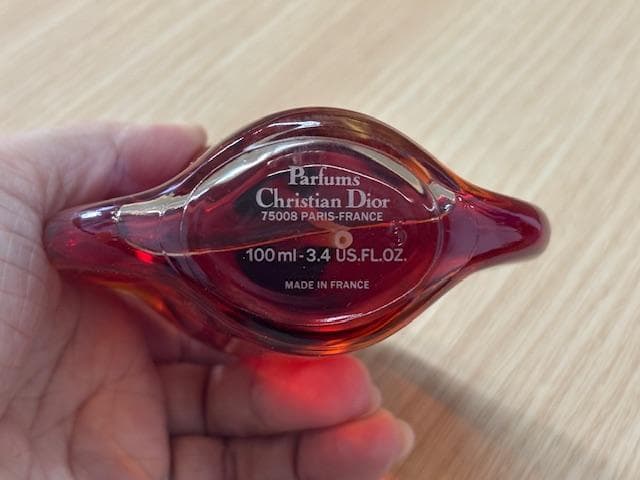 Parfums
Christian Dior
75008 PARIS-FRANCE
100 ml - 3.4 US.FL.OZ.
MADE IN FRANCE